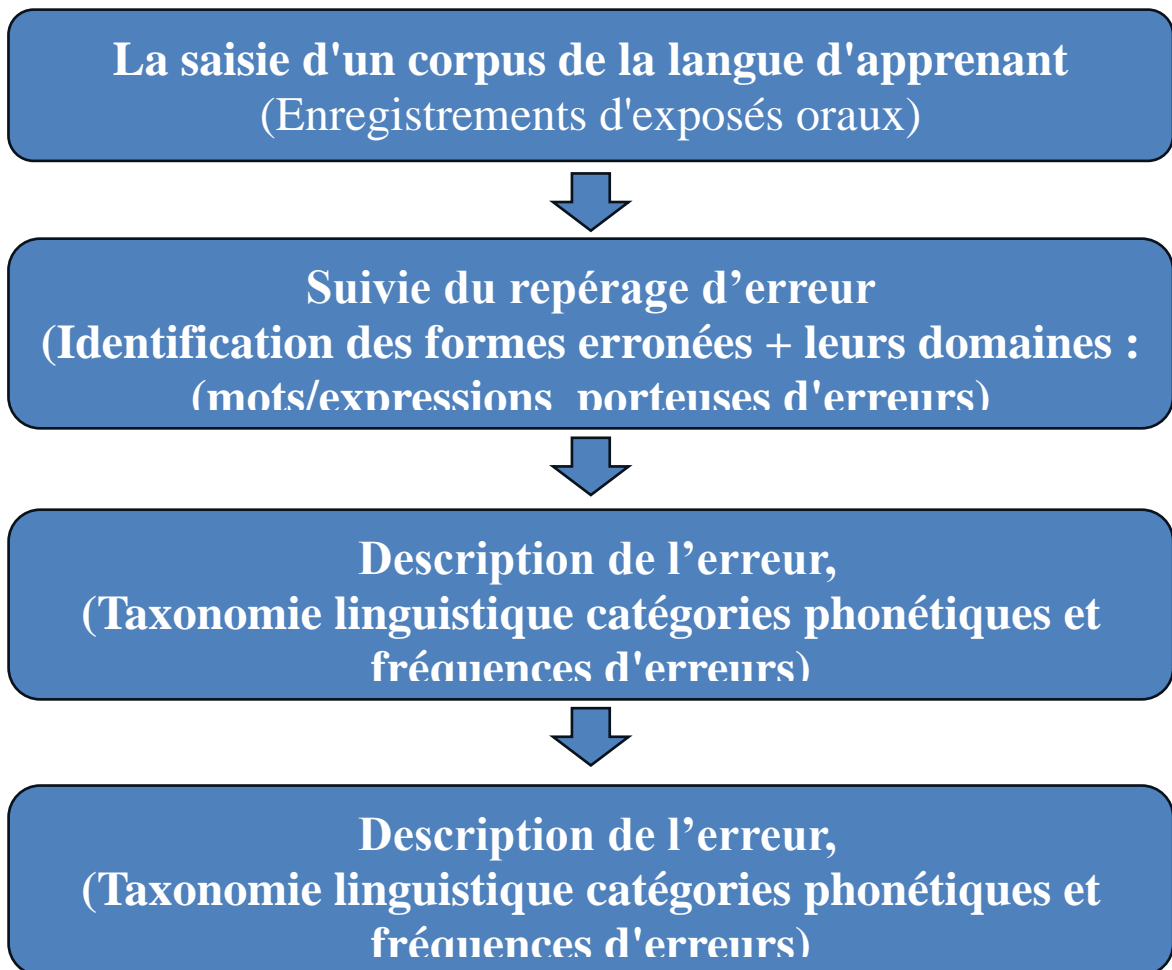 La saisie d'un corpus de la langue d'apprenant
(Enregistrements d'exposés oraux)
Suivie du repérage d’erreur
(Identification des formes erronées + leurs domaines :
(mots/expressions porteuses d'erreurs)
Description de l’erreur,
(Taxonomie linguistique catégories phonétiques et
fréquences d'erreurs)
Description de l’erreur,
(Taxonomie linguistique catégories phonétiques et
fréquences d'erreurs)